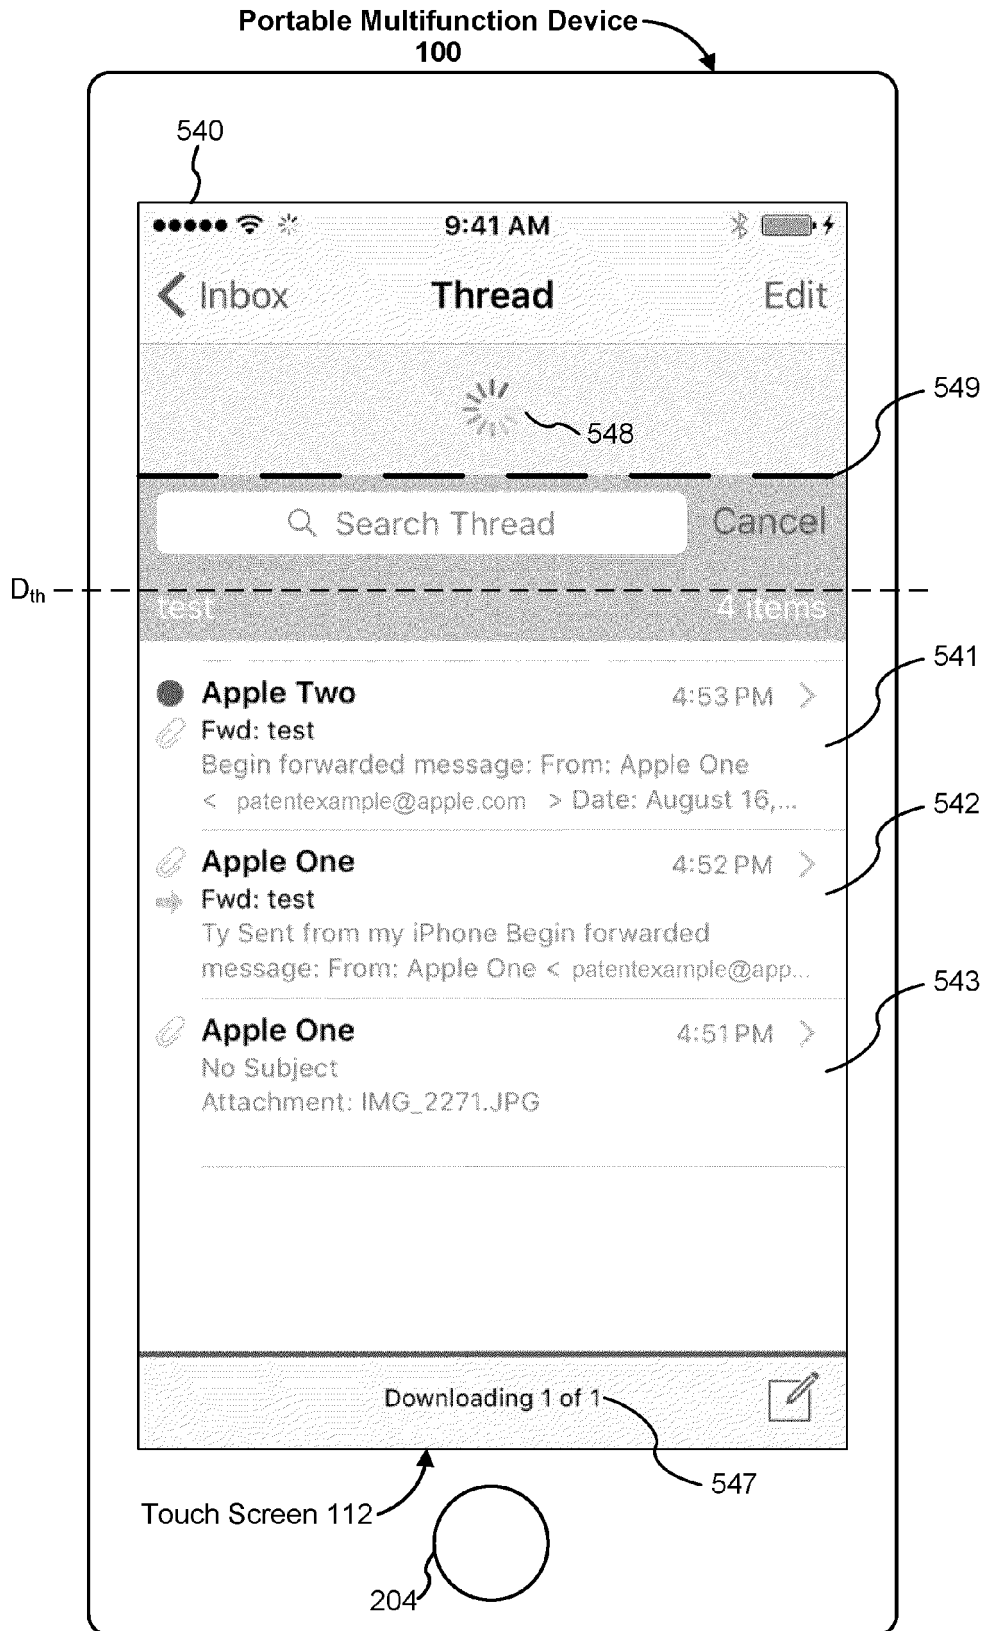 Portable Multifunction Device
100
540
9:41 AM
Inbox Thread Edit
549
548
Search Thread Cancel
Dth
test 4 items
541
Apple Two 4:53 PM
Fwd: test
Begin forwarded message: From: Apple One
< patentexample@apple.com > Date: August 16,...
542
Apple One 4:52 PM
Fwd: test
Ty Sent from my iPhone Begin forwarded
message: From: Apple One < patentexample@app...
543
Apple One 4:51 PM
No Subject
Attachment: IMG_2271.JPG
Downloading 1 of 1
547
Touch Screen 112
204